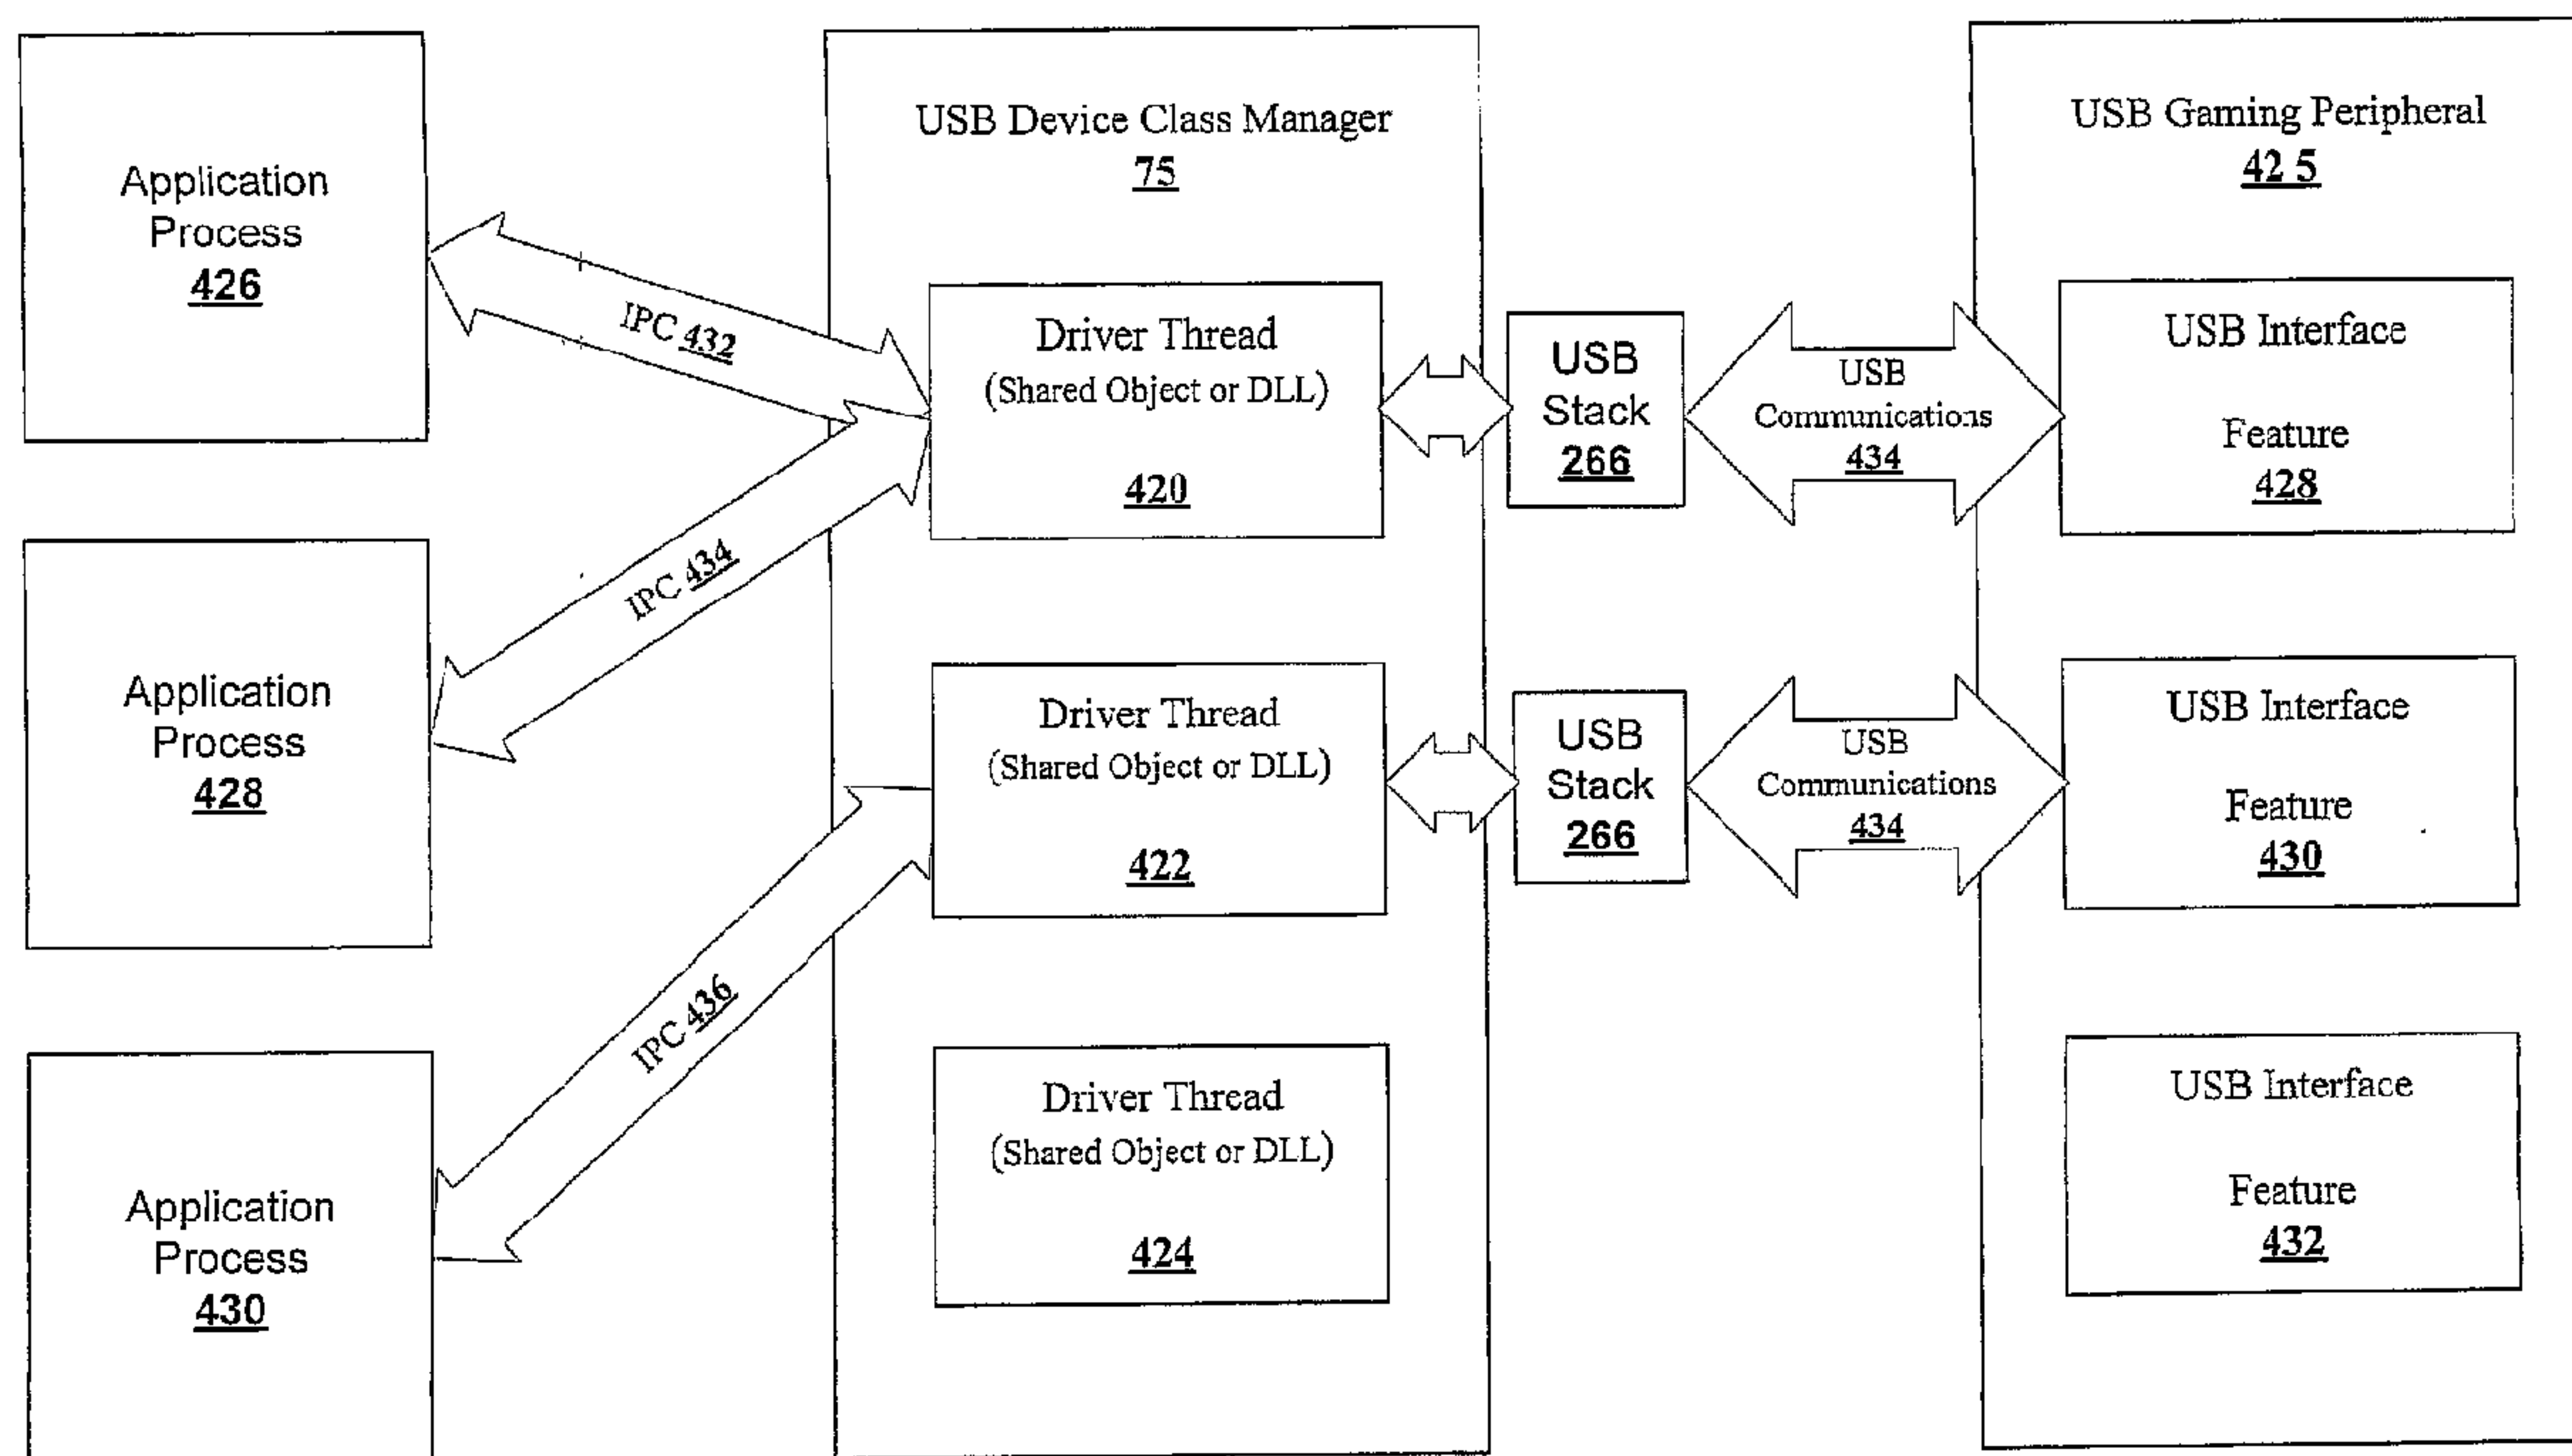 Application
Process
426
IPC 432
Application
Process
428
IPC 434
Application
Process
430
IPC 436
USB Device Class Manager
75
Driver Thread
(Shared Object or DLL)
420
Driver Thread
(Shared Object or DLL)
422
Driver Thread
(Shared Object or DLL)
424
USB
Stack
266
USB
Stack
266
USB
Communications
434
USB
Communications
434
USB Gaming Peripheral
42 5
USB Interface
Feature
428
USB Interface
Feature
430
USB Interface
Feature
432